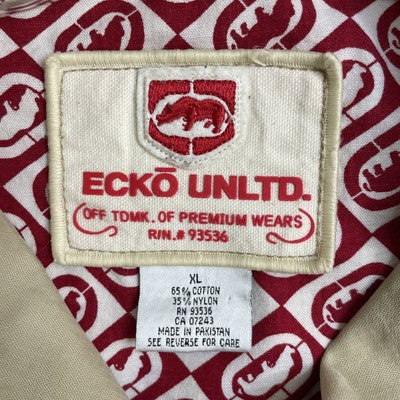 ECKŌ UNLTD.
OFF TDMK. OF PREMIUM WEARS
R/N.# 93536
XL
65% COTTON
35% NYLON
RN 93536
CA 07243
MADE IN PAKISTAN
SEE REVERSE FOR CARE